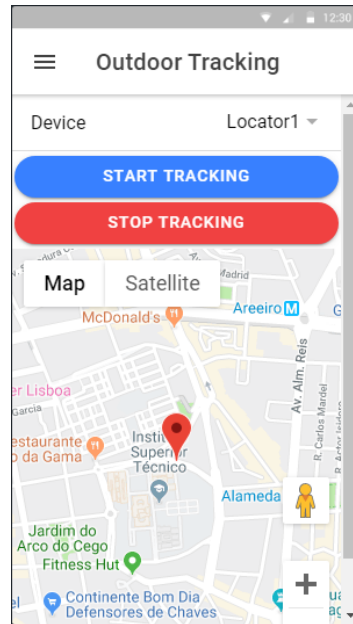 12:30
Outdoor Tracking
Device
Locator1
START TRACKING
STOP TRACKING
Map
Satellite
Madrid
McDonald's
Areeiro M
Av. Alm. Reis
er Lisboa
Garcia
R. Carlos Mardel
estaurante
o da Gama
Superior
Técnico
Alameda
Jardim do
Arco do Cego
Fitness Hut
Continente Bom Dia
Defensores de Chaves
+